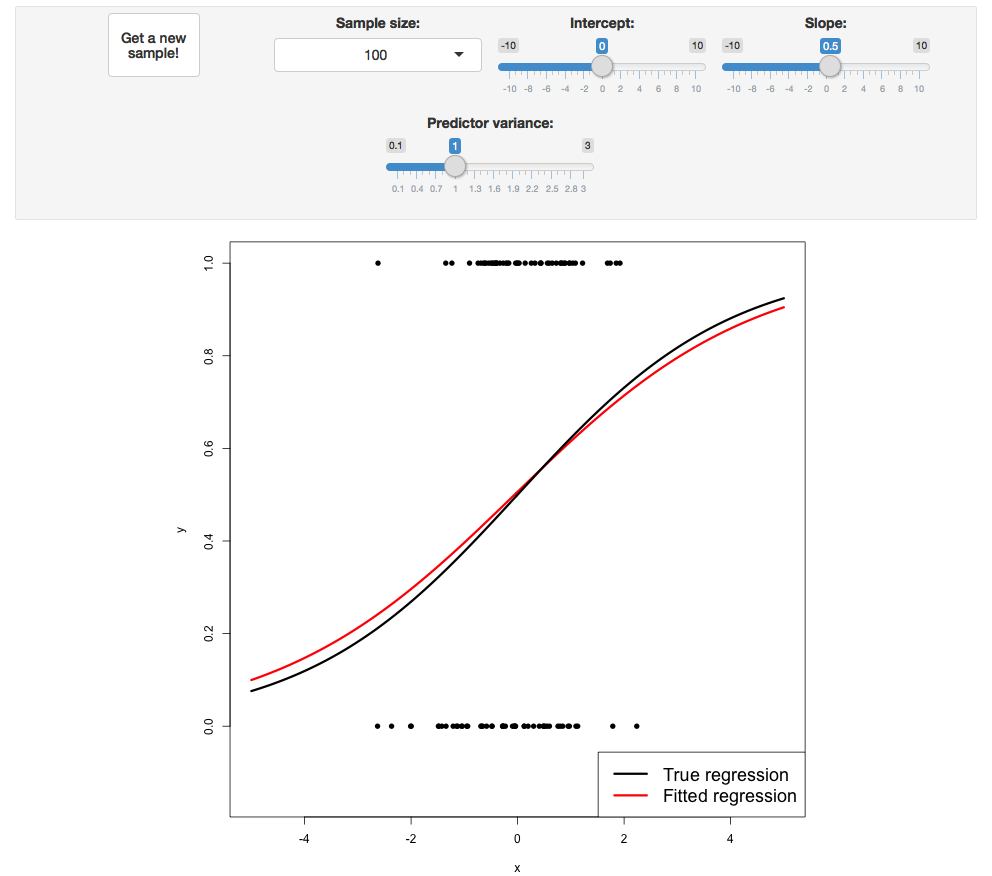 Get a new
sample!
Sample size:
100
Intercept:
-10 0 10
-10 -8 -6 -4 -2 0 2 4 6 8 10
Slope:
-10 0.5 10
-10 -8 -6 -4 -2 0 2 4 6 8 10
Predictor variance:
0.1 1 3
0.1 0.4 0.7 1 1.3 1.6 1.9 2.2 2.5 2.8 3
1.0
0.8
0.6
0.4
0.2
0.0
y
True regression
Fitted regression
-4 -2 0 2 4
x